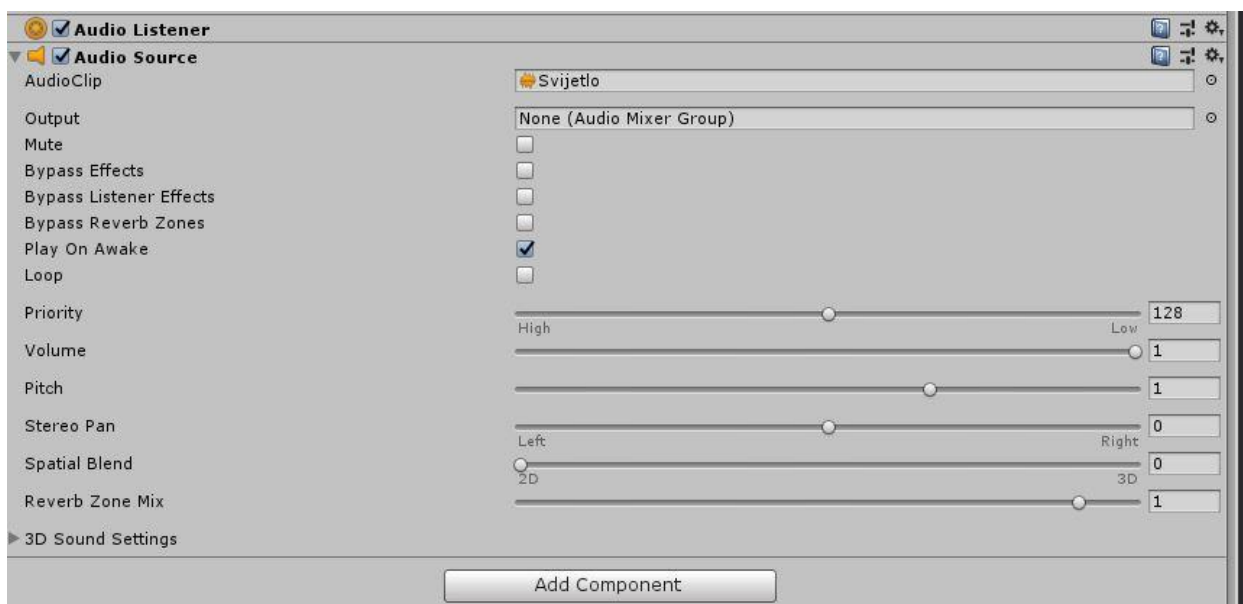 Audio Listener
Audio Source
AudioClip Svijetlo
Output None (Audio Mixer Group)
Mute
Bypass Effects
Bypass Listener Effects
Bypass Reverb Zones
Play On Awake
Loop
Priority 128
High Low
Volume 1
Pitch 1
Stereo Pan 0
Left Right
Spatial Blend 0
2D 3D
Reverb Zone Mix 1
3D Sound Settings
Add Component